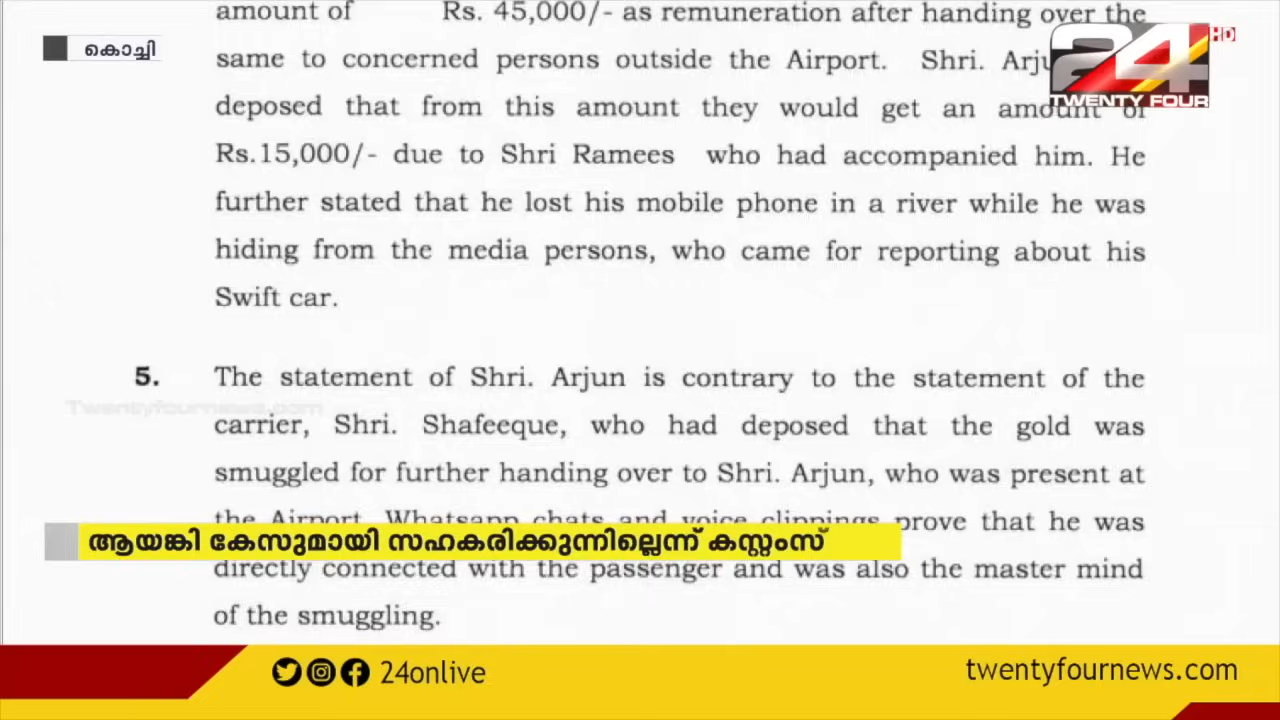 amount of Rs. 45,000/- as remuneration after handing over the
കൊച്ചി
24 HD
TWENTY FOUR
same to concerned persons outside the Airport. Shri.
deposed that from this amount they would get an amount of
Rs.15,000/- due to Shri Ramees who had accompanied him. He
further stated that he lost his mobile phone in a river while he was
hiding from the media persons, who came for reporting about his
Swift car.
5. The statement of Shri. Arjun is contrary to the statement of the
Twentyfournews.com
carrier, Shri. Shafeeque, who had deposed that the gold was
smuggled for further handing over to Shri. Arjun, who was present at
the Airport. Whatsapp chats and voice clippings prove that he was
ആയങ്കി കേസുമായി സഹകരിക്കുന്നില്ലെന്ന് കസ്റ്റംസ്
directly connected with the passenger and was also the master mind
of the smuggling.
24onlive
twentyfournews.com